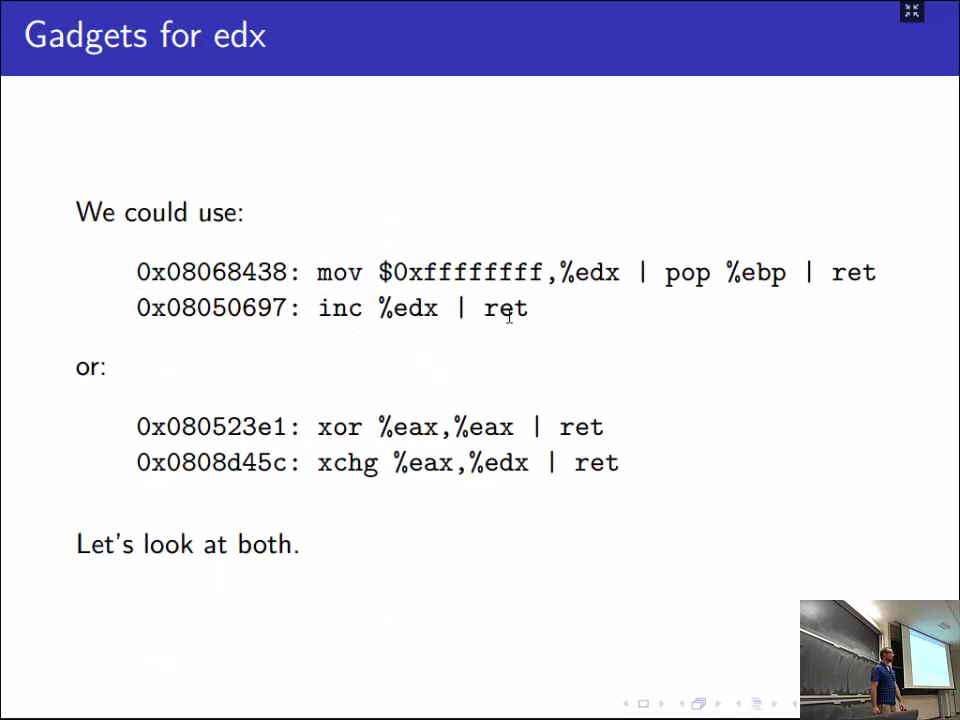 Gadgets for edx
We could use:
0x08068438: mov $0xffffffff,%edx | pop %ebp | ret
0x08050697: inc %edx | ret
or:
0x080523e1: xor %eax,%eax | ret
0x0808d45c: xchg %eax,%edx | ret
Let's look at both.